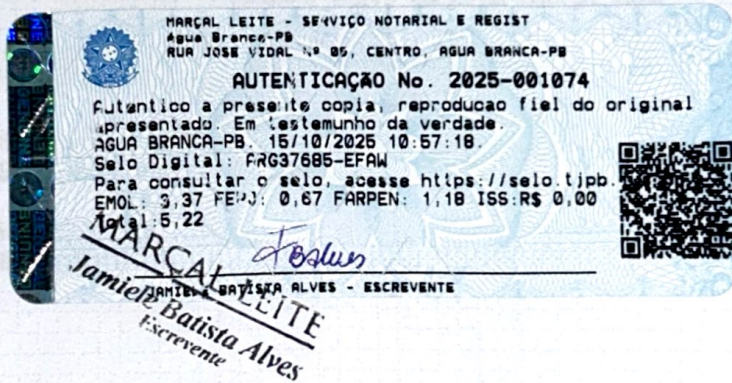 MARÇAL LEITE - SERVIÇO NOTARIAL E REGIST
Agua Branca-PB
RUA JOSE VIDAL Nº 05, CENTRO, AGUA BRANCA-PB
AUTENTICAÇÃO No. 2025-001074
Autentico a presente copia, reproducao fiel do original
apresentado. Em testemunho da verdade.
AGUA BRANCA-PB. 15/10/2025 10:57:18.
Selo Digital: ARG37685-EFAW
Para consultar o selo, acesse https://selo.tjpb.
EMOL: 3,37 FEPJ: 0,67 FARPEN: 1,18 ISS:R$ 0,00
Total:5,22
JAMIELE BATISTA ALVES - ESCREVENTE
MARÇAL LEITE
Jamiele Batista Alves
Escrevente